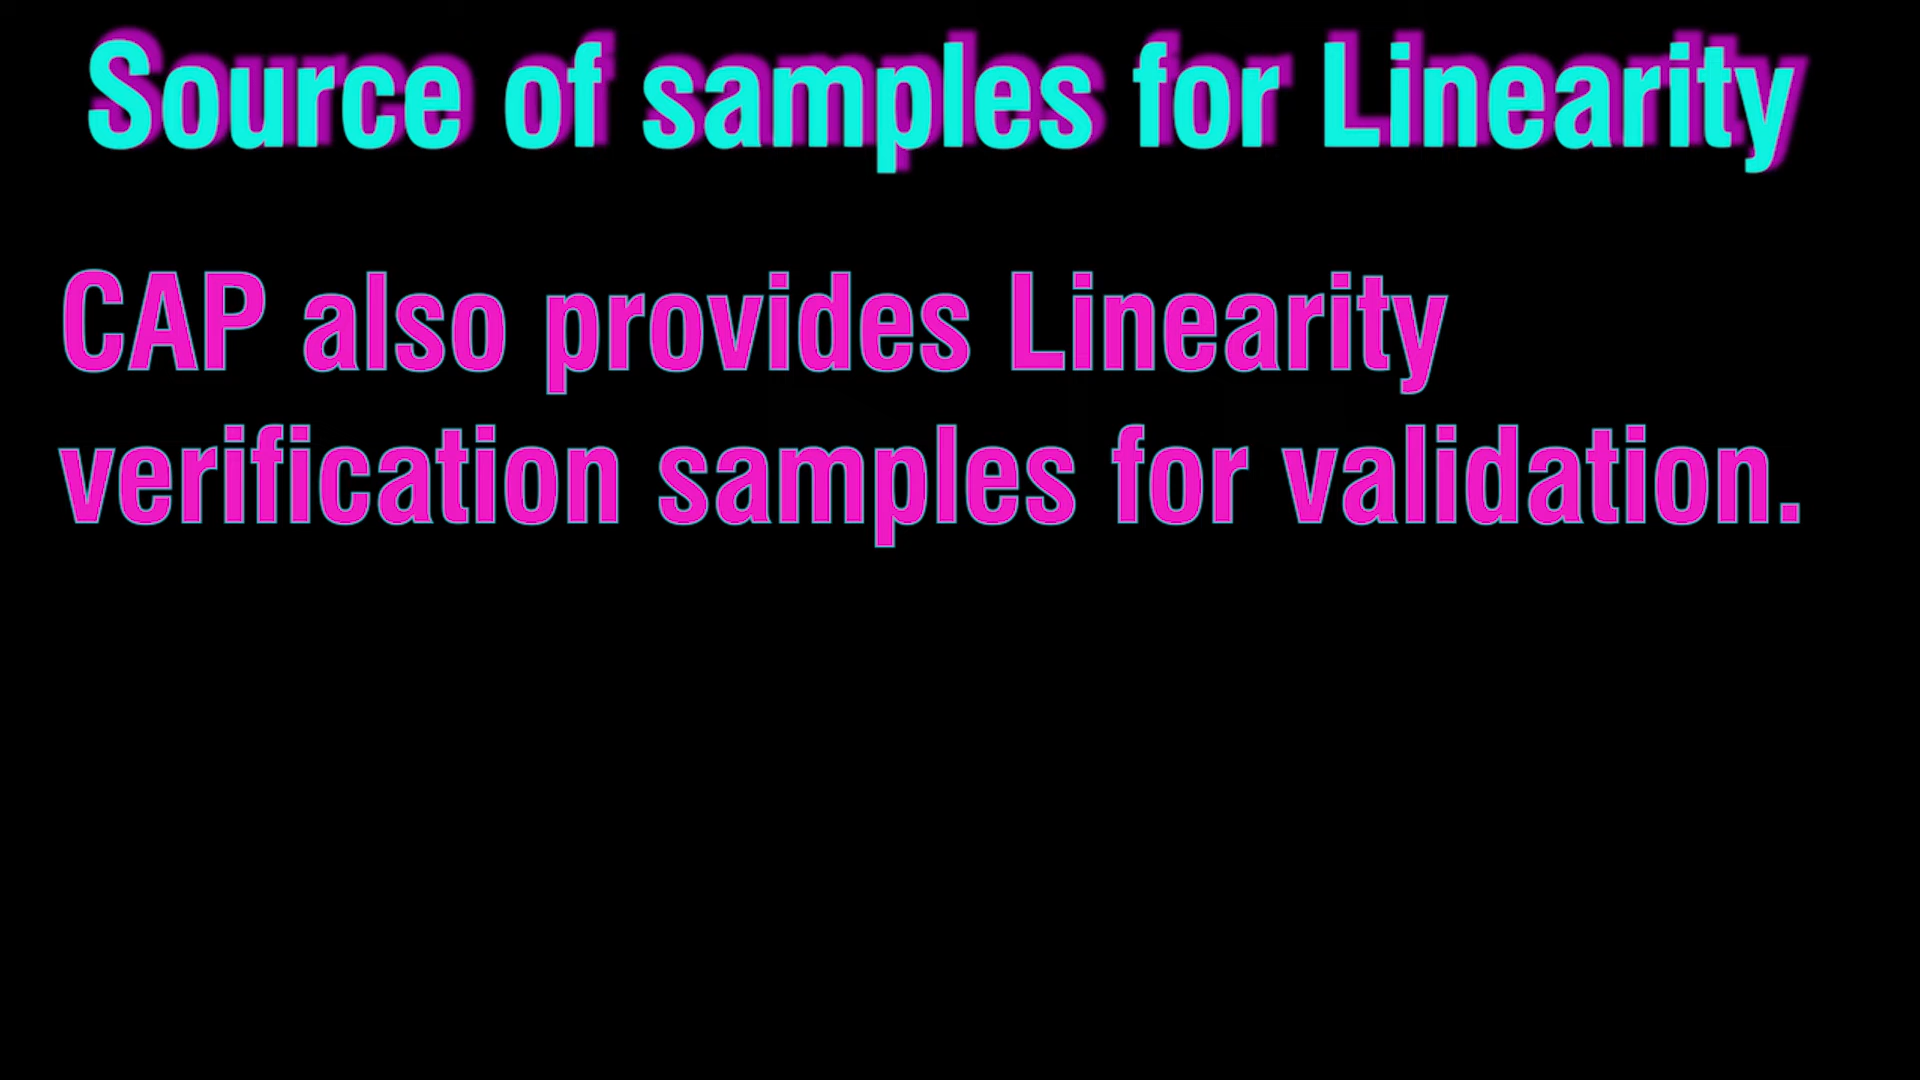 Source of samples for Linearity
CAP also provides Linearity
verification samples for validation.